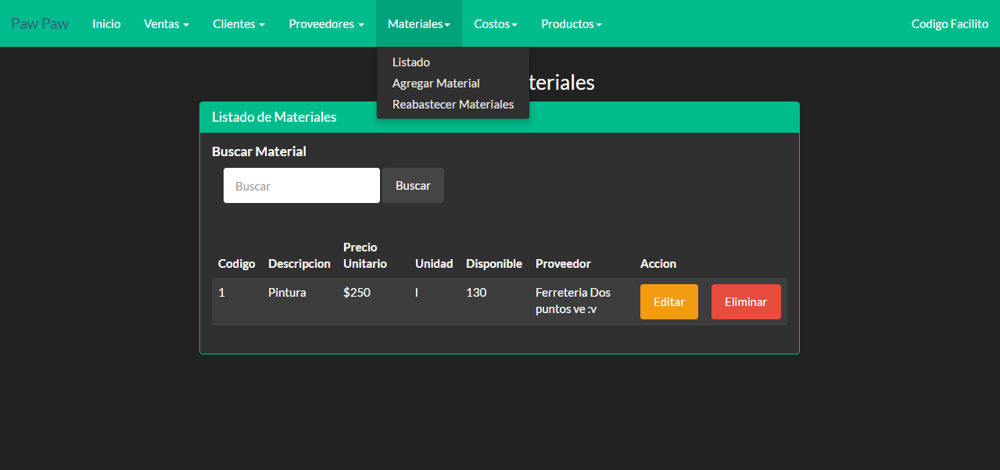 Paw Paw Inicio Ventas Clientes Proveedores Materiales Costos Productos Codigo Facilito
Listado
Agregar Material
Reabastecer Materiales
teriales
Listado de Materiales
Buscar Material
Buscar Buscar
Codigo Descripcion Precio Unitario Unidad Disponible Proveedor Accion
1 Pintura $250 l 130 Ferreteria Dos puntos ve :v Editar Eliminar